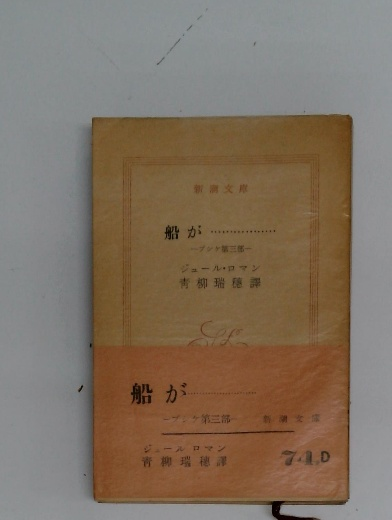 新潮文庫
船が………………
―プシケ第三部―
ジュール・ロマン
青柳瑞穂譯
船が………………
―プシケ第三部―　新潮文庫
ジュール・ロマン
青柳瑞穂譯
7.1.D